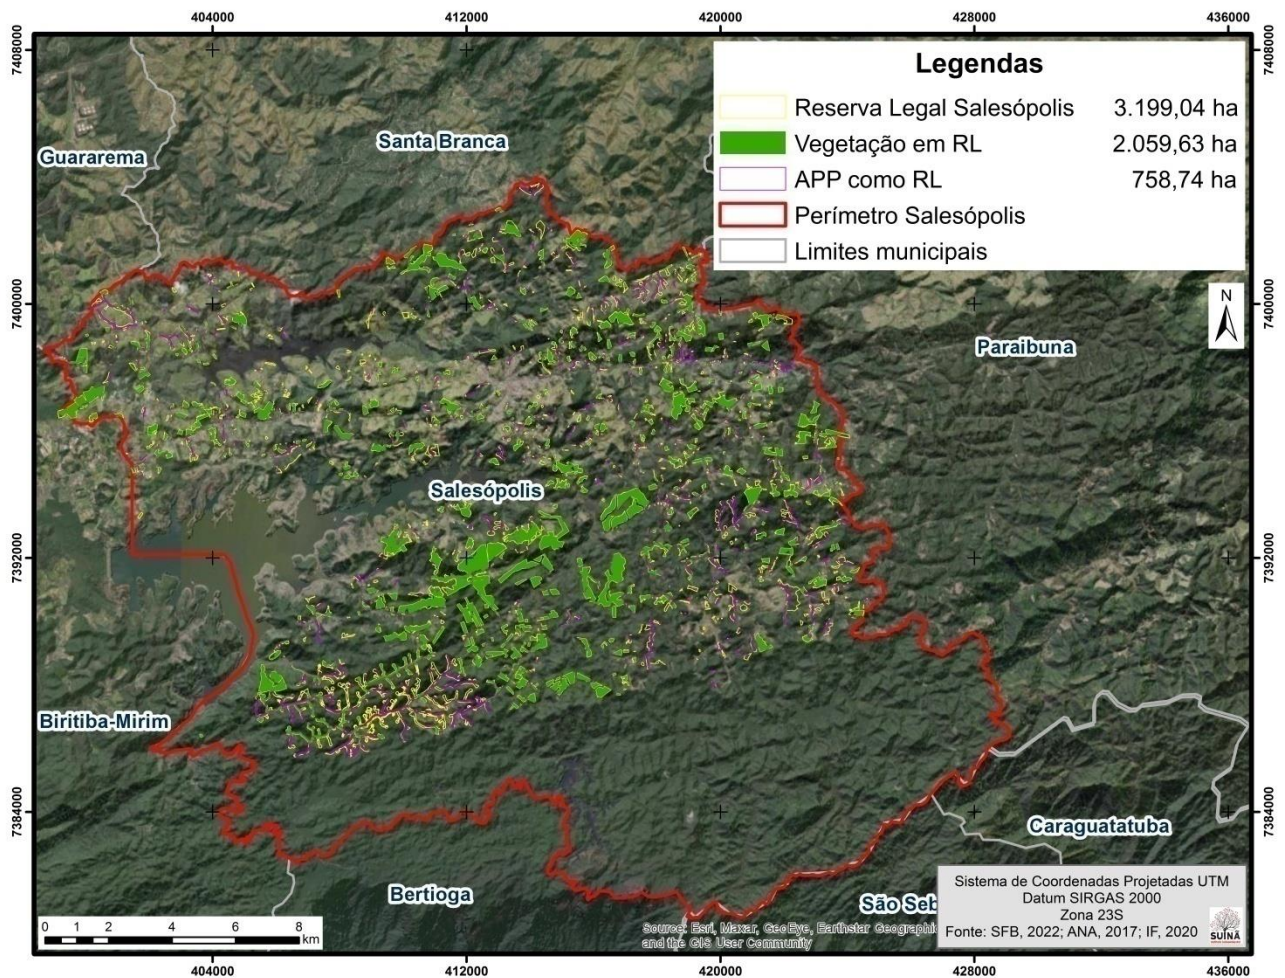 404000
412000
420000
428000
436000
7408000
7408000
Legendas
Reserva Legal Salesópolis 3.199,04 ha
Vegetação em RL 2.059,63 ha
APP como RL 758,74 ha
Perímetro Salesópolis
Limites municipais
Guararema
Santa Branca
7400000
7400000
N
Paraibuna
Salesópolis
7392000
7392000
Biritiba-Mirim
7384000
7384000
Caraguatatuba
Bertioga
São Seb
Sistema de Coordenadas Projetadas UTM
Datum SIRGAS 2000
Zona 23S
Fonte: SFB, 2022; ANA, 2017; IF, 2020
SUINÃ
0 1 2 4 6 8
km
Source: Esri, Maxar, GeoEye, Earthstar Geographic
and the GIS User Community
404000
412000
420000
428000
436000